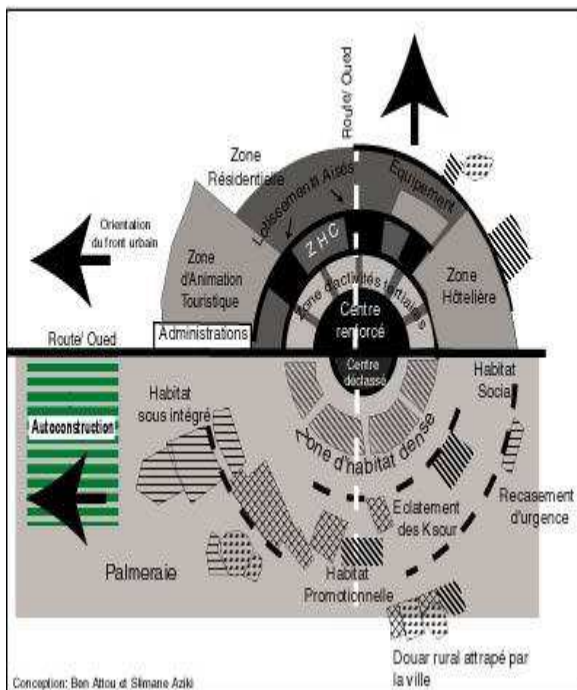 Route/ Oued
Zone
Résidentielle
Lotissement Aisés
Equipement
Orientation
du front urbain
Z H C
Zone
d'Animation
Touristique
Zone d'activités tertiaires
Zone
Hôtelière
Centre
renforcé
Route/ Oued
Administrations
Centre
déclassé
Habitat
sous intégré
Habitat
Social
Autoconstruction
Zone d'habitat dense
Recasement
d'urgence
Eclatement
des Ksour
Palmeraie
Habitat
Promotionnelle
Douar rural attrapé par
la ville
Conception: Ben Attou et Slimane Aziki